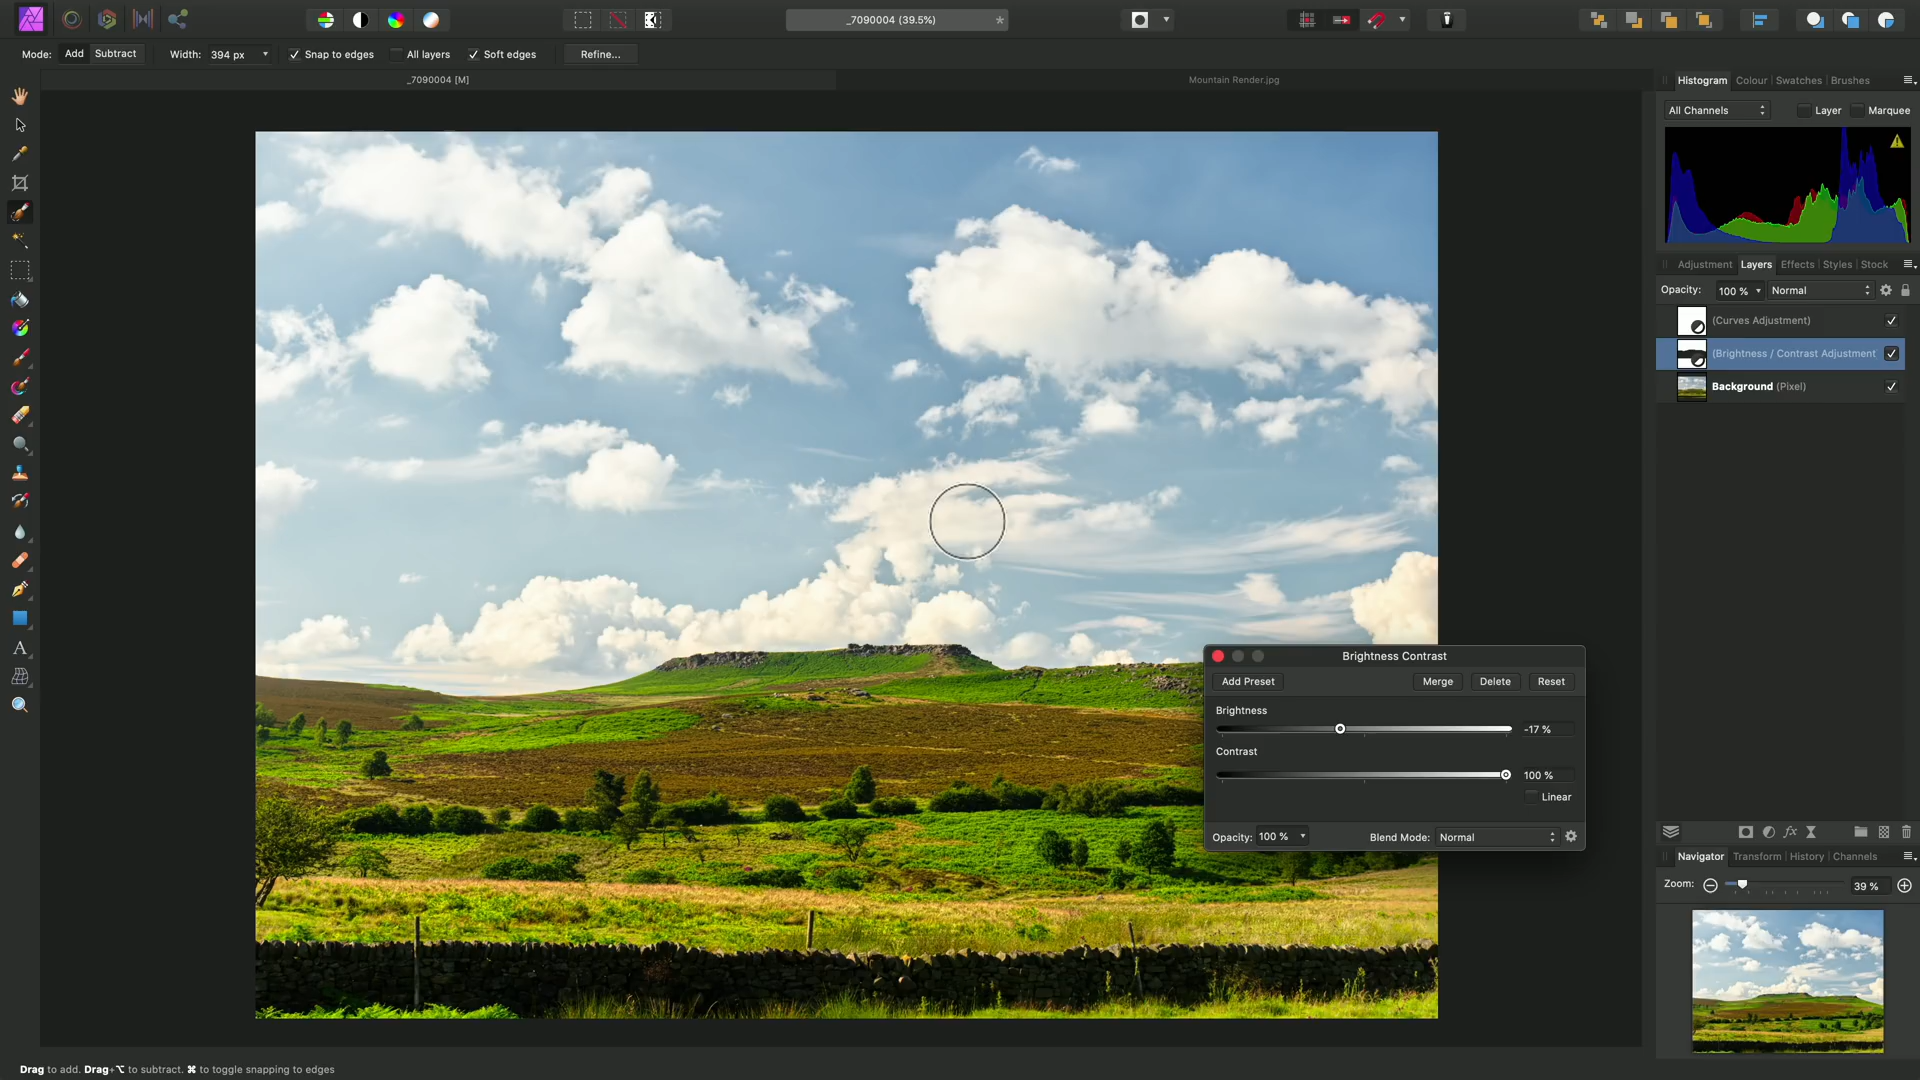 _7090004 (39.5%)
*
Mode: Add Subtract Width: 394 px Snap to edges All layers Soft edges Refine...
_7090004 [M]
Mountain Render.jpg
Histogram Colour Swatches Brushes
All Channels Layer Marquee
Adjustment Layers Effects Styles Stock
Opacity: 100 % Normal
(Curves Adjustment)
(Brightness / Contrast Adjustment
Background (Pixel)
Brightness Contrast
Add Preset Merge Delete Reset
Brightness
-17 %
Contrast
100 %
Linear
Opacity: 100 % Blend Mode: Normal
fx
Navigator Transform History Channels
Zoom: 39 %
A
Drag to add. Drag+⌥ to subtract. ⌘ to toggle snapping to edges